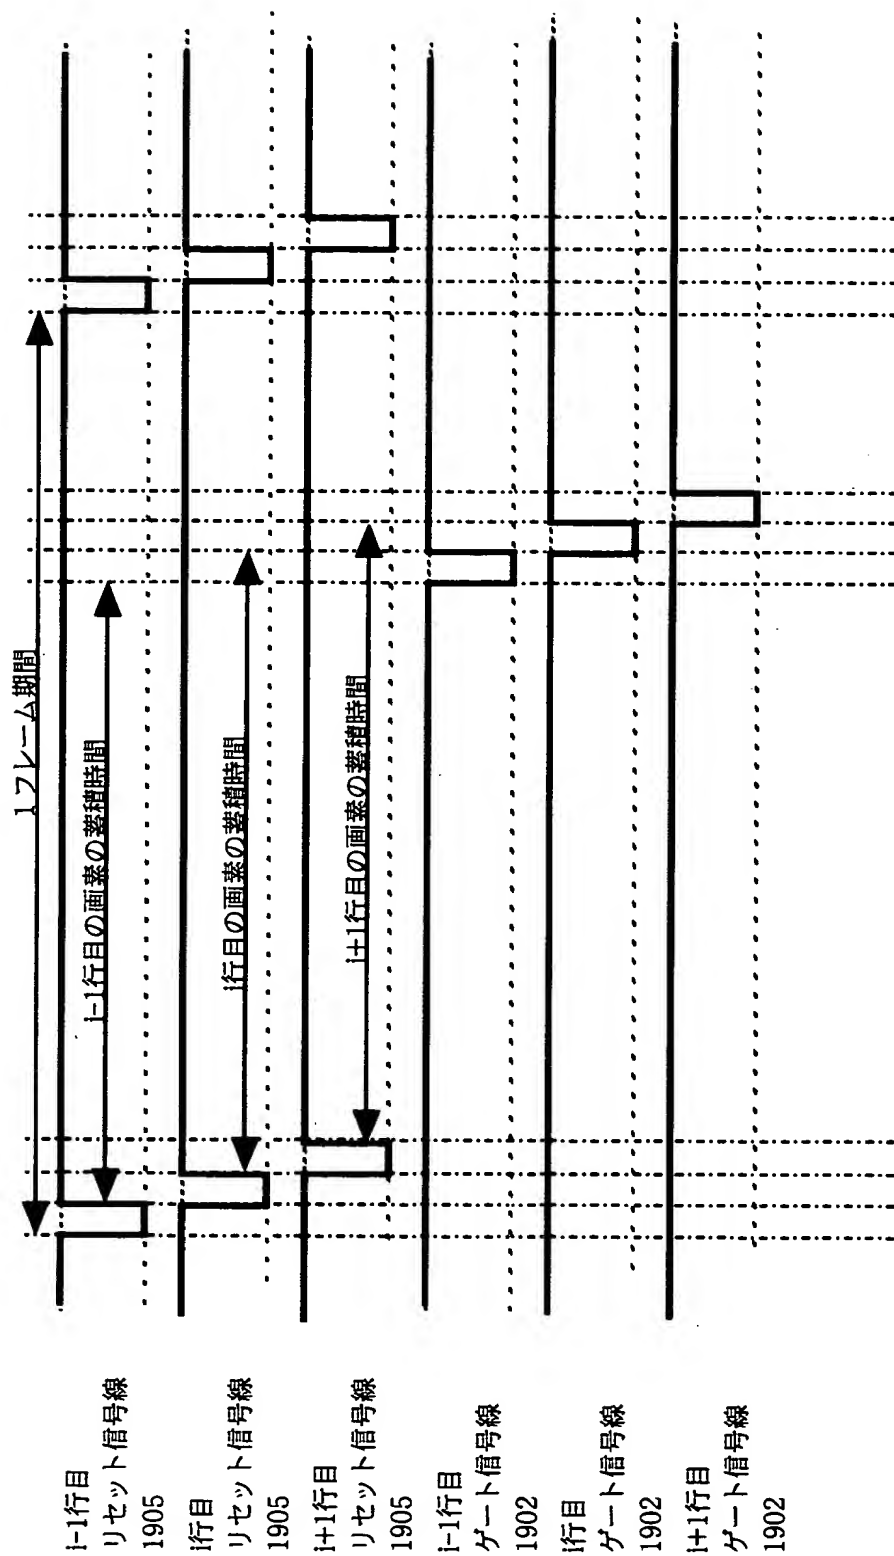 1フレーム期間
i-1行目の画素の蓄積時間
i行目の画素の蓄積時間
i+1行目の画素の蓄積時間
i-1行目
リセット信号線
1905
i行目
リセット信号線
1905
i+1行目
リセット信号線
1905
i-1行目
ゲート信号線
1902
i行目
ゲート信号線
1902
i+1行目
ゲート信号線
1902